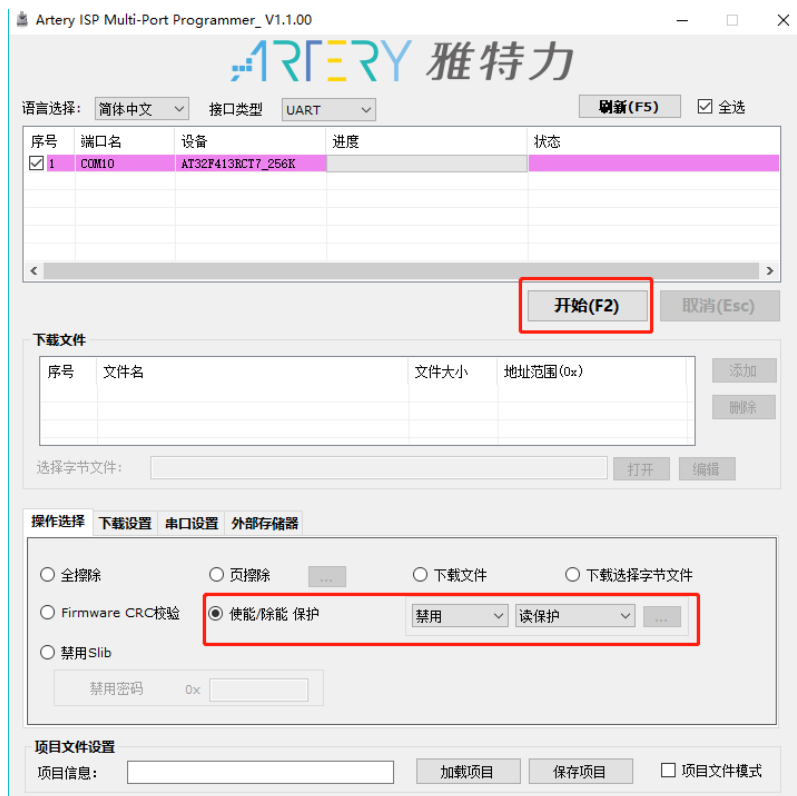 Artery ISP Multi-Port Programmer_ V1.1.00
ARTERY 雅特力
语言选择: 简体中文 接口类型 UART 刷新(F5) 全选
序号 端口名 设备 进度 状态
1 COM10 AT32F413RCT7_256K
开始(F2) 取消(Esc)
下载文件
序号 文件名 文件大小 地址范围(0x)
添加
删除
选择字节文件: 打开 编辑
操作选择 下载设置 串口设置 外部存储器
全擦除 页擦除 ... 下载文件 下载选择字节文件
Firmware CRC校验 使能/除能 保护 禁用 读保护 ...
禁用Slib
禁用密码 0x
项目文件设置
项目信息: 加载项目 保存项目 项目文件模式